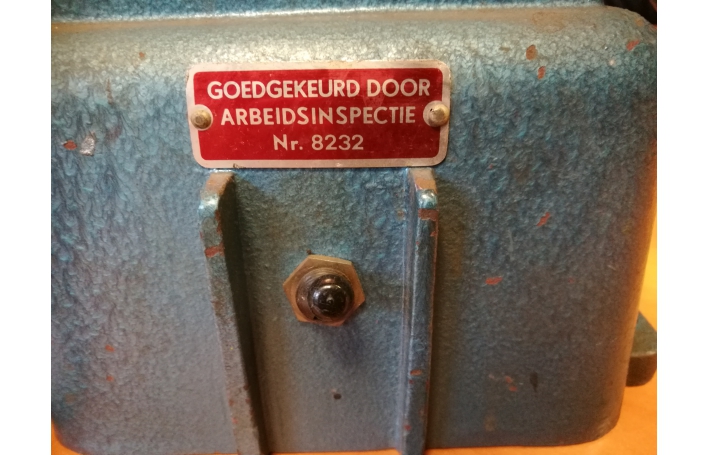 GOEDGEKEURD DOOR
ARBEIDSINSPECTIE
Nr. 8232